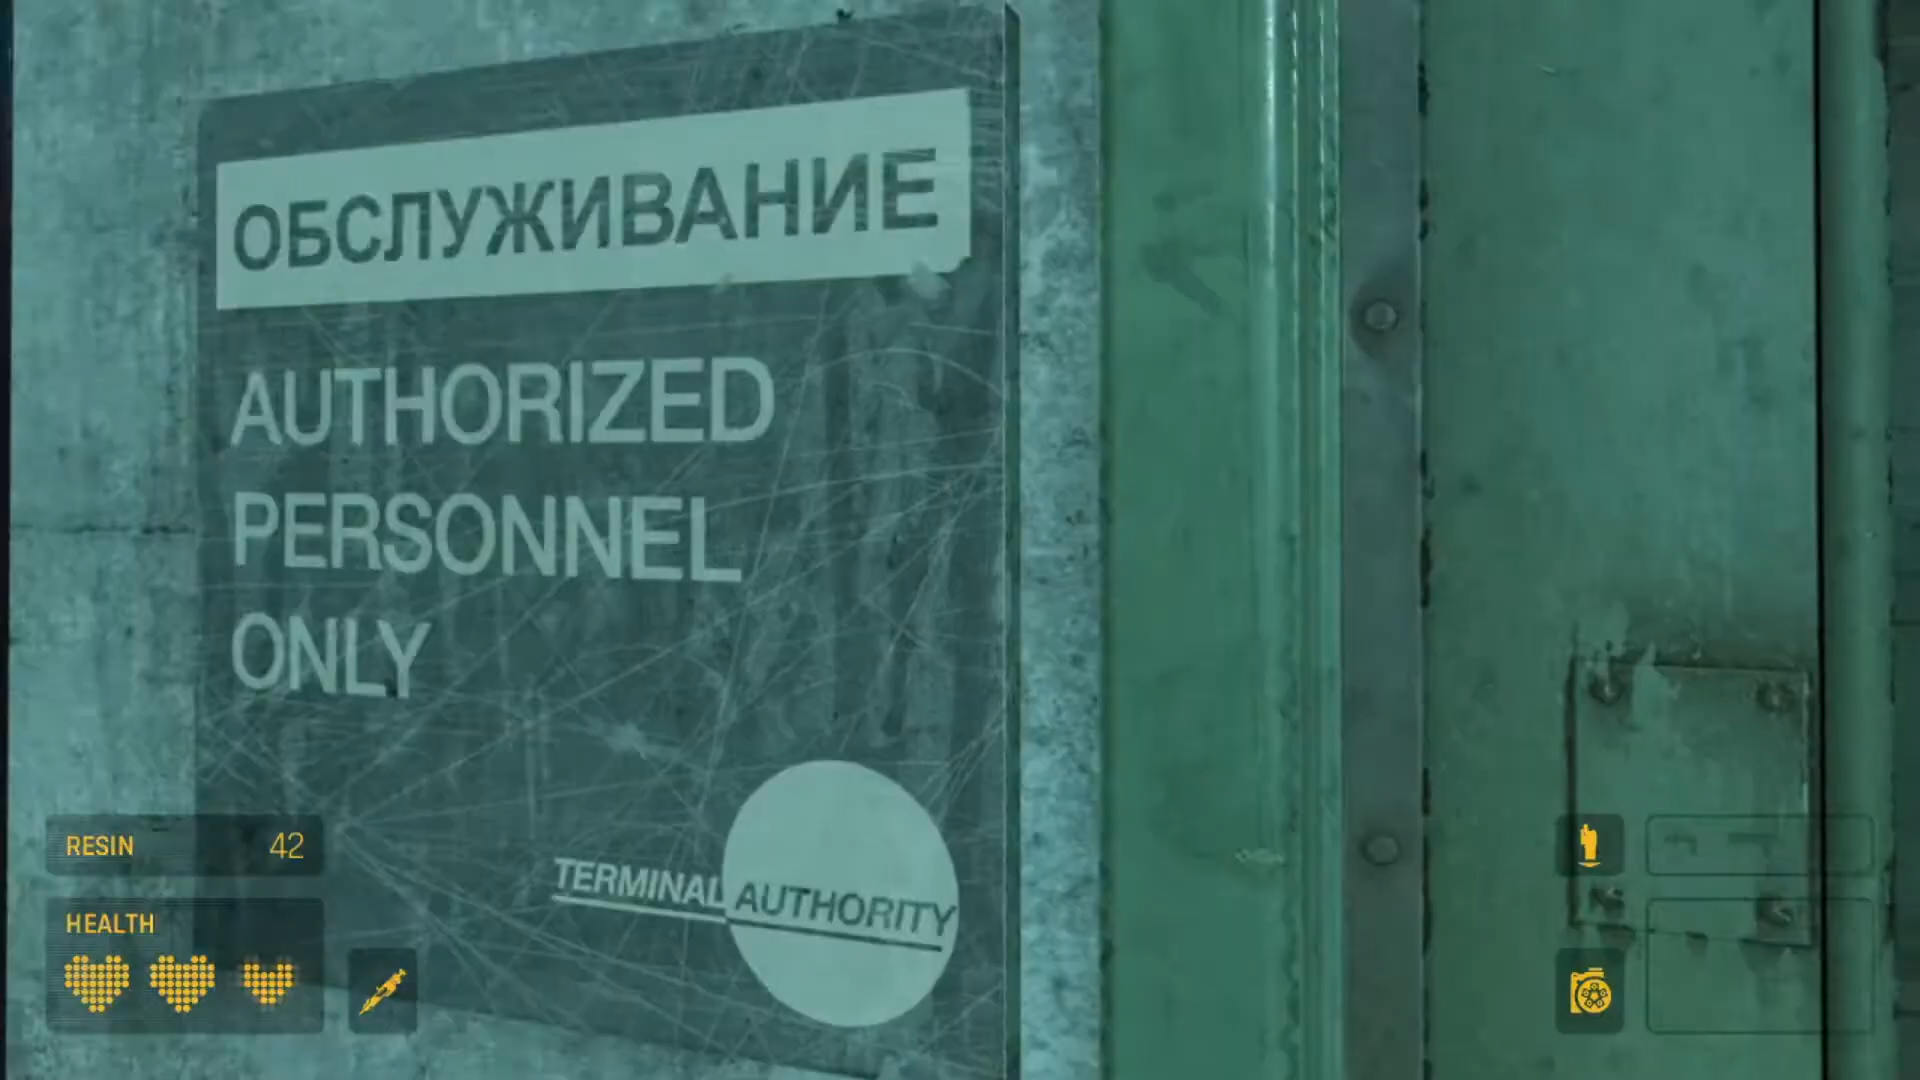 ОБСЛУЖИВАНИЕ
AUTHORIZED
PERSONNEL
ONLY
TERMINAL AUTHORITY
RESIN 42
HEALTH